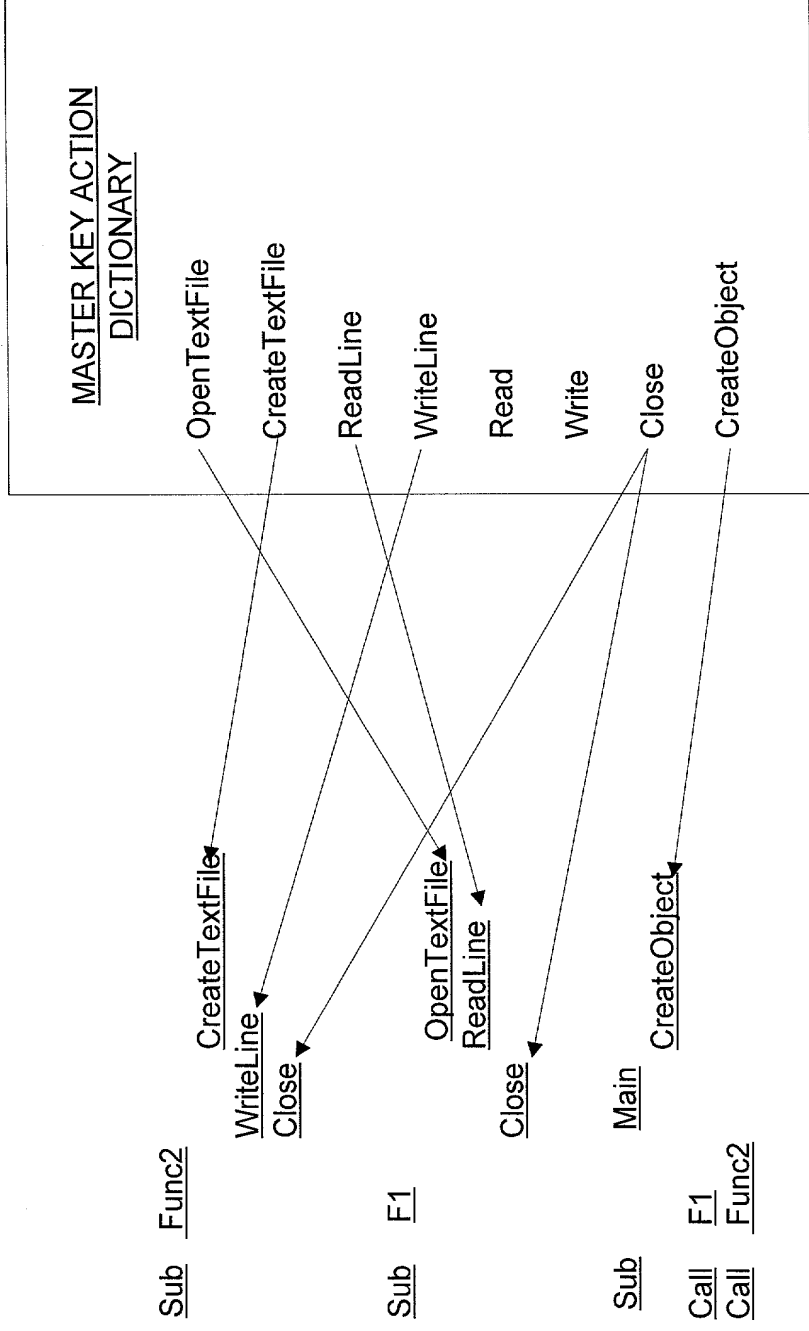 Sub Func2
CreateTextFile
WriteLine
Close
Sub F1
OpenTextFile
ReadLine
Close
Sub Main
CreateObject
Call F1
Call Func2
MASTER KEY ACTION
DICTIONARY
OpenTextFile
CreateTextFile
ReadLine
WriteLine
Read
Write
Close
CreateObject